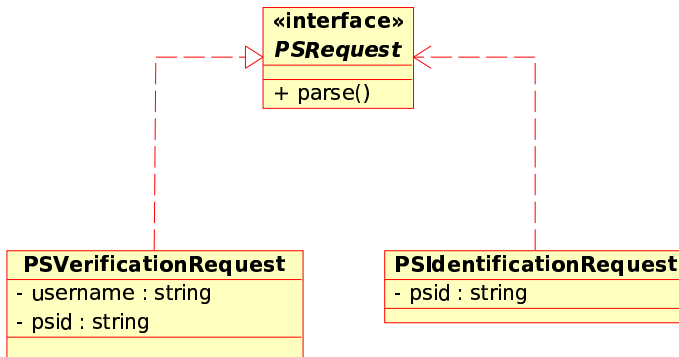 «interface»
PSRequest
+ parse()
PSVerificationRequest
- username : string
- psid : string
PSIdentificationRequest
- psid : string